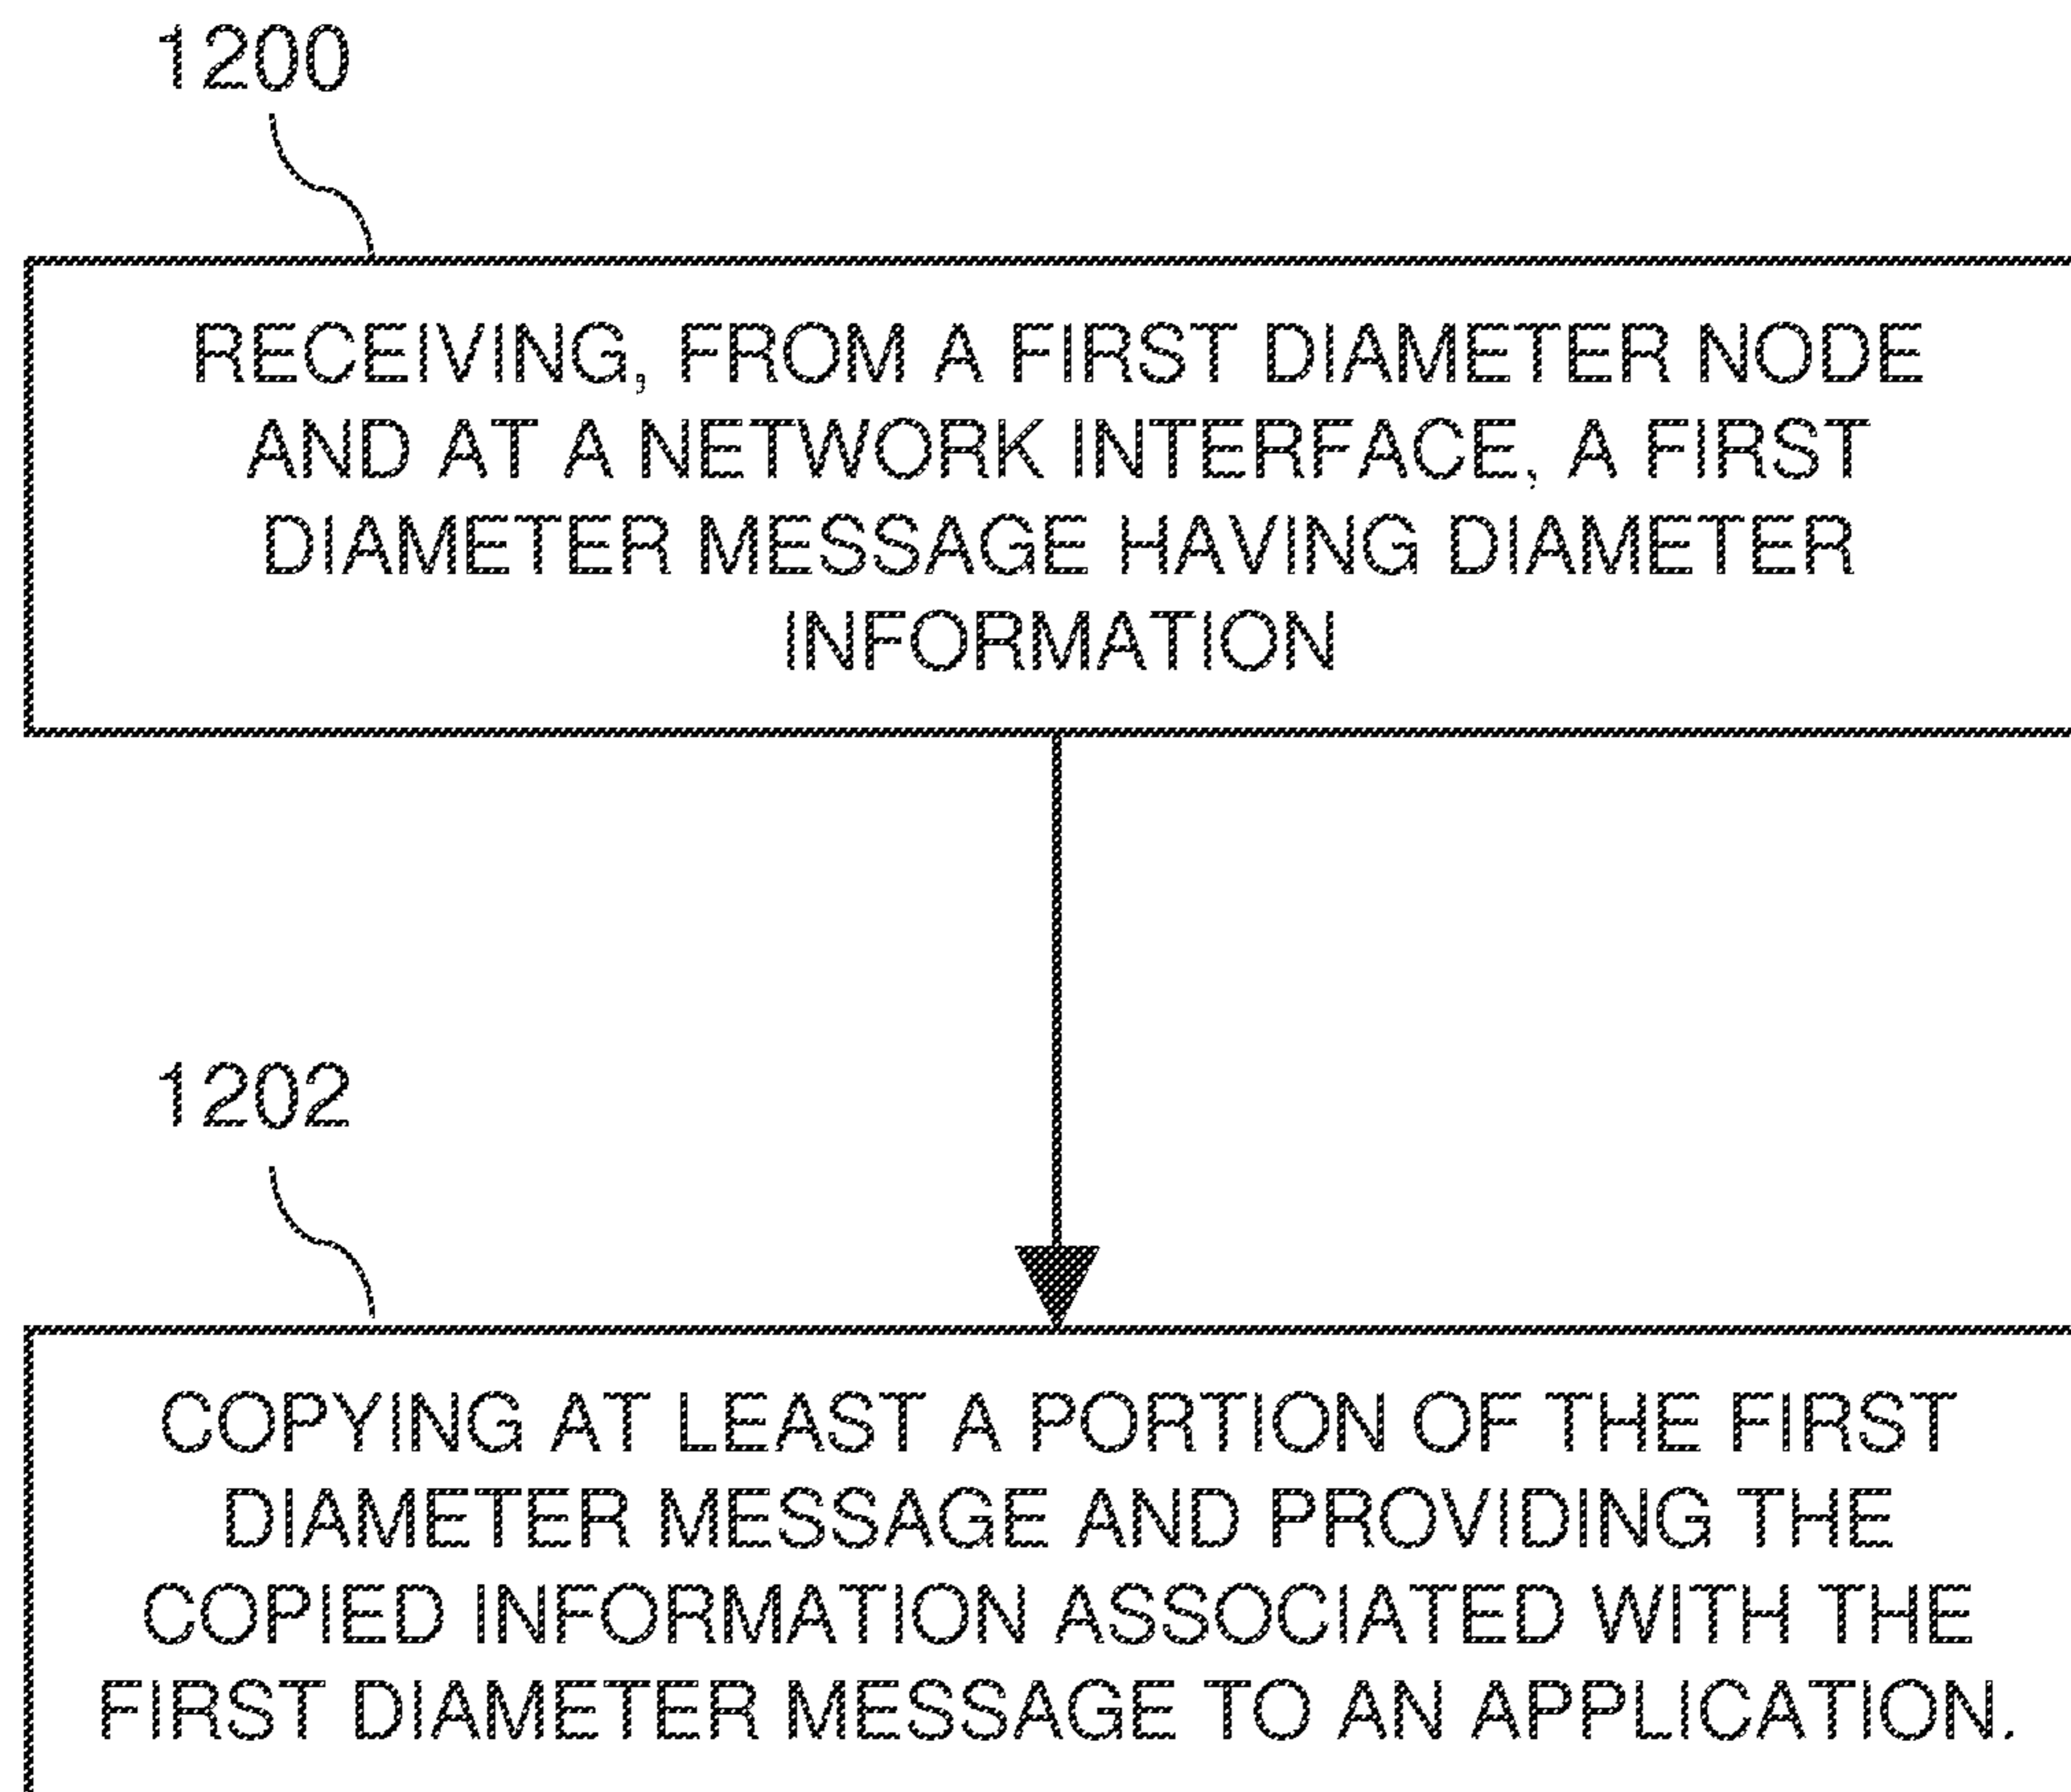 1200
RECEIVING, FROM A FIRST DIAMETER NODE
AND AT A NETWORK INTERFACE, A FIRST
DIAMETER MESSAGE HAVING DIAMETER
INFORMATION
1202
COPYING AT LEAST A PORTION OF THE FIRST
DIAMETER MESSAGE AND PROVIDING THE
COPIED INFORMATION ASSOCIATED WITH THE
FIRST DIAMETER MESSAGE TO AN APPLICATION.